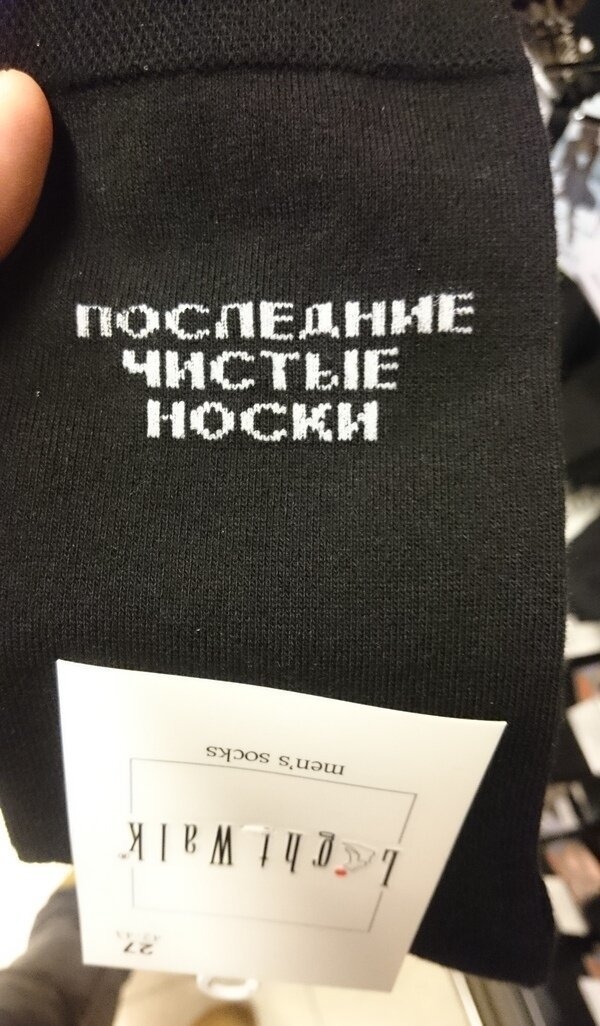 ПОСЛЕДНИЕ
ЧИСТЫЕ
НОСКИ
men's socks
LightWalk
27